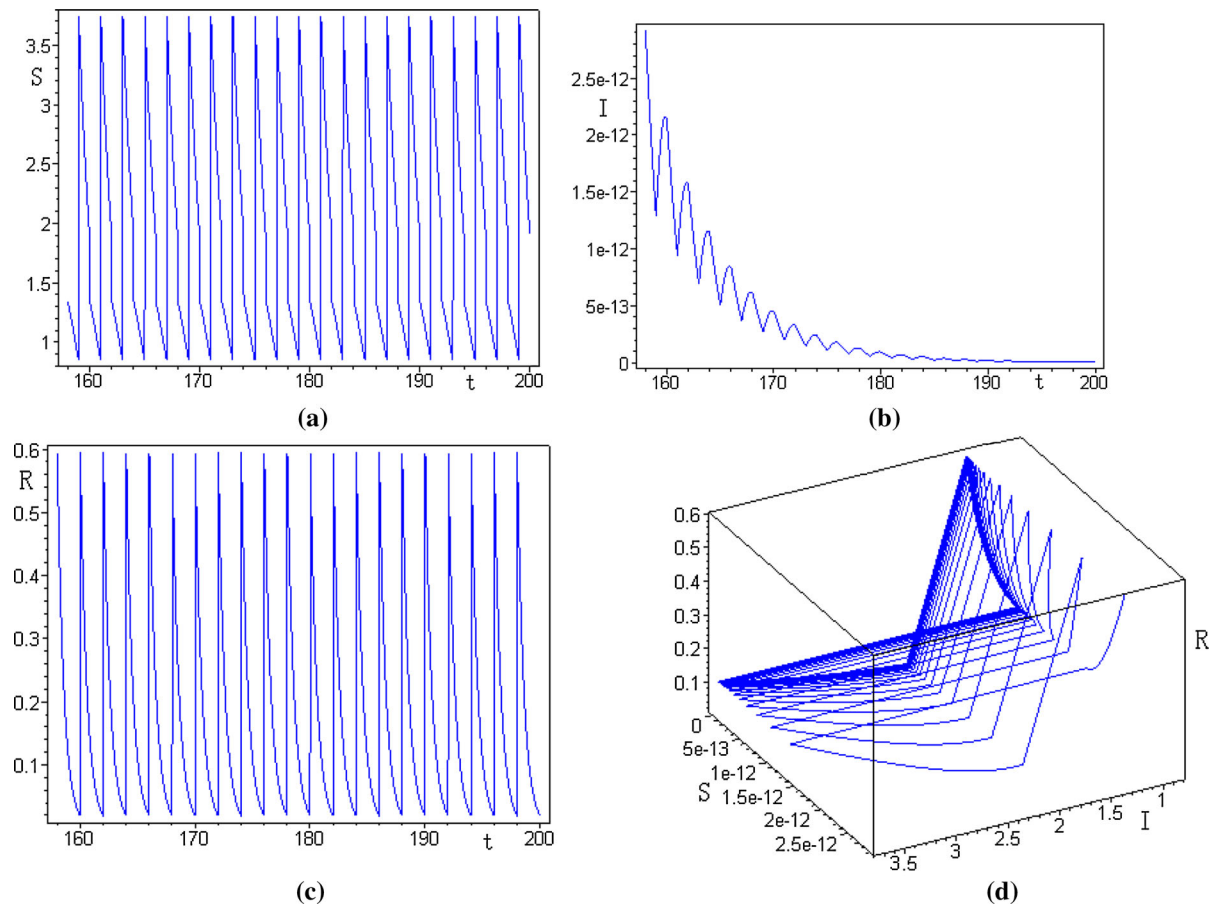 3.5
S
3
2.5
2
1.5
1
160 170 180 190 t 200
(a)
2.5e-12
I
2e-12
1.5e-12
1e-12
5e-13
0
160 170 180 190 t 200
(b)
0.6
R
0.5
0.4
0.3
0.2
0.1
160 170 180 190 t 200
(c)
0.6
0.5
0.4
0.3
0.2
0.1
R
0
5e-13
1e-12
S
1.5e-12
2e-12
2.5e-12
3.5 3 2.5 2 1.5 1
I
(d)